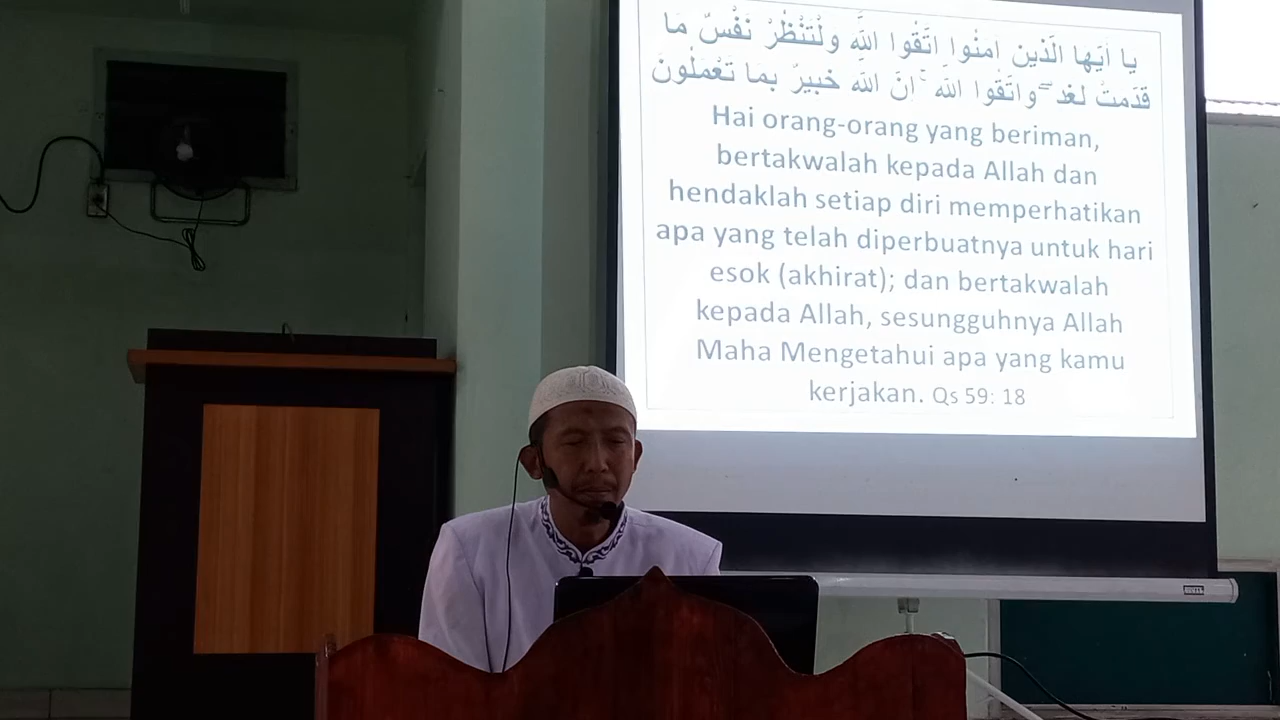 يا أيها الذين آمنوا اتقوا الله ولتنظر نفس ما
قدمت لغد ۖ واتقوا الله ۚ إن الله خبير بما تعملون
Hai orang-orang yang beriman,
bertakwalah kepada Allah dan
hendaklah setiap diri memperhatikan
apa yang telah diperbuatnya untuk hari
esok (akhirat); dan bertakwalah
kepada Allah, sesungguhnya Allah
Maha Mengetahui apa yang kamu
kerjakan. Qs 59: 18